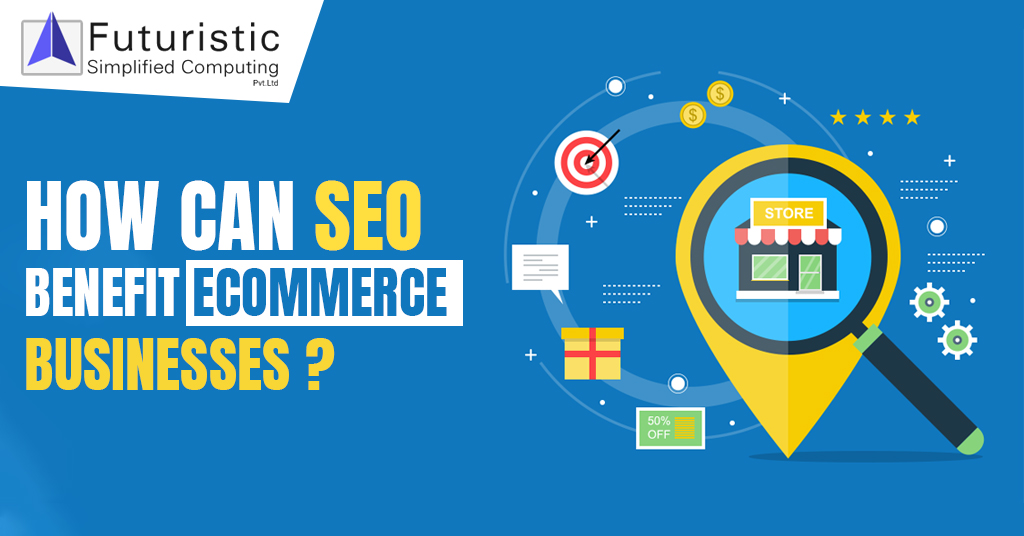 Futuristic
Simplified Computing
Pvt.Ltd
HOW CAN SEO
BENEFIT ECOMMERCE
BUSINESSES ?
$
$
STORE
50%
OFF